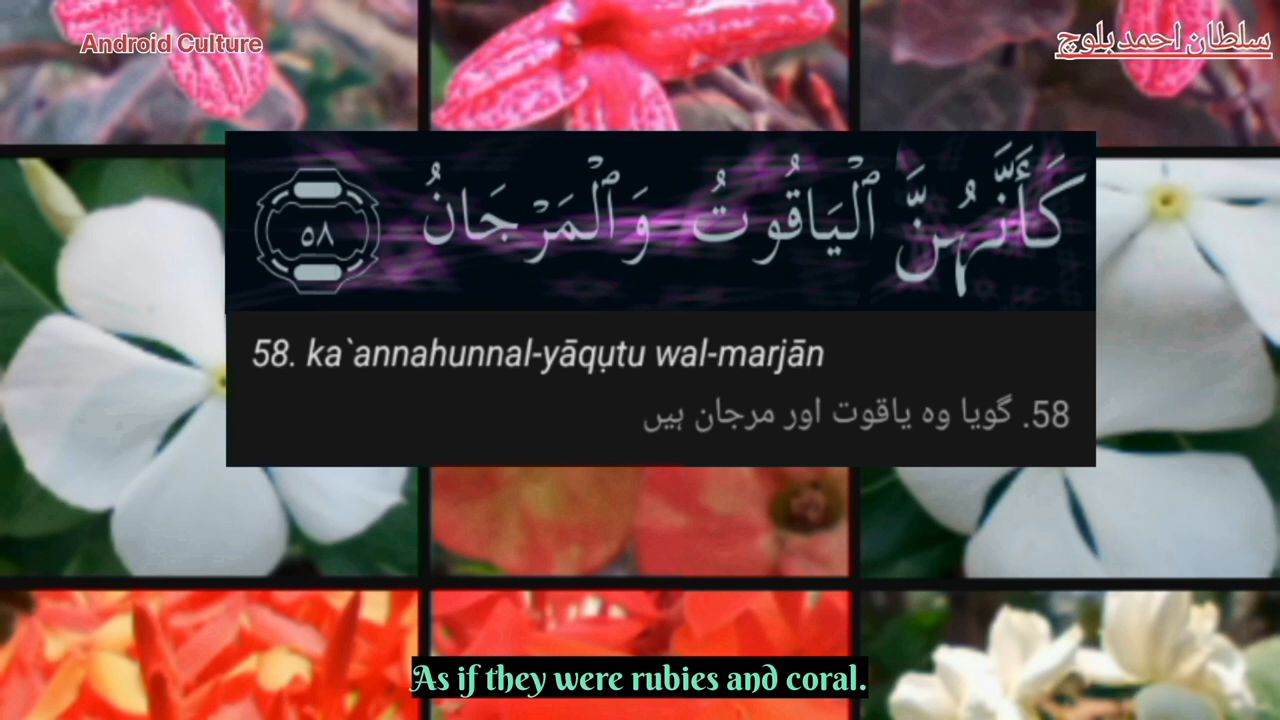 Android Culture
سلطان احمد بلوچ
كَأَنَّهُنَّ ٱلْيَاقُوتُ وَٱلْمَرْجَانُ ٥٨
58. ka`annahunnal-yāqụtu wal-marjān
58. گویا وه یاقوت اور مرجان ہیں
As if they were rubies and coral.